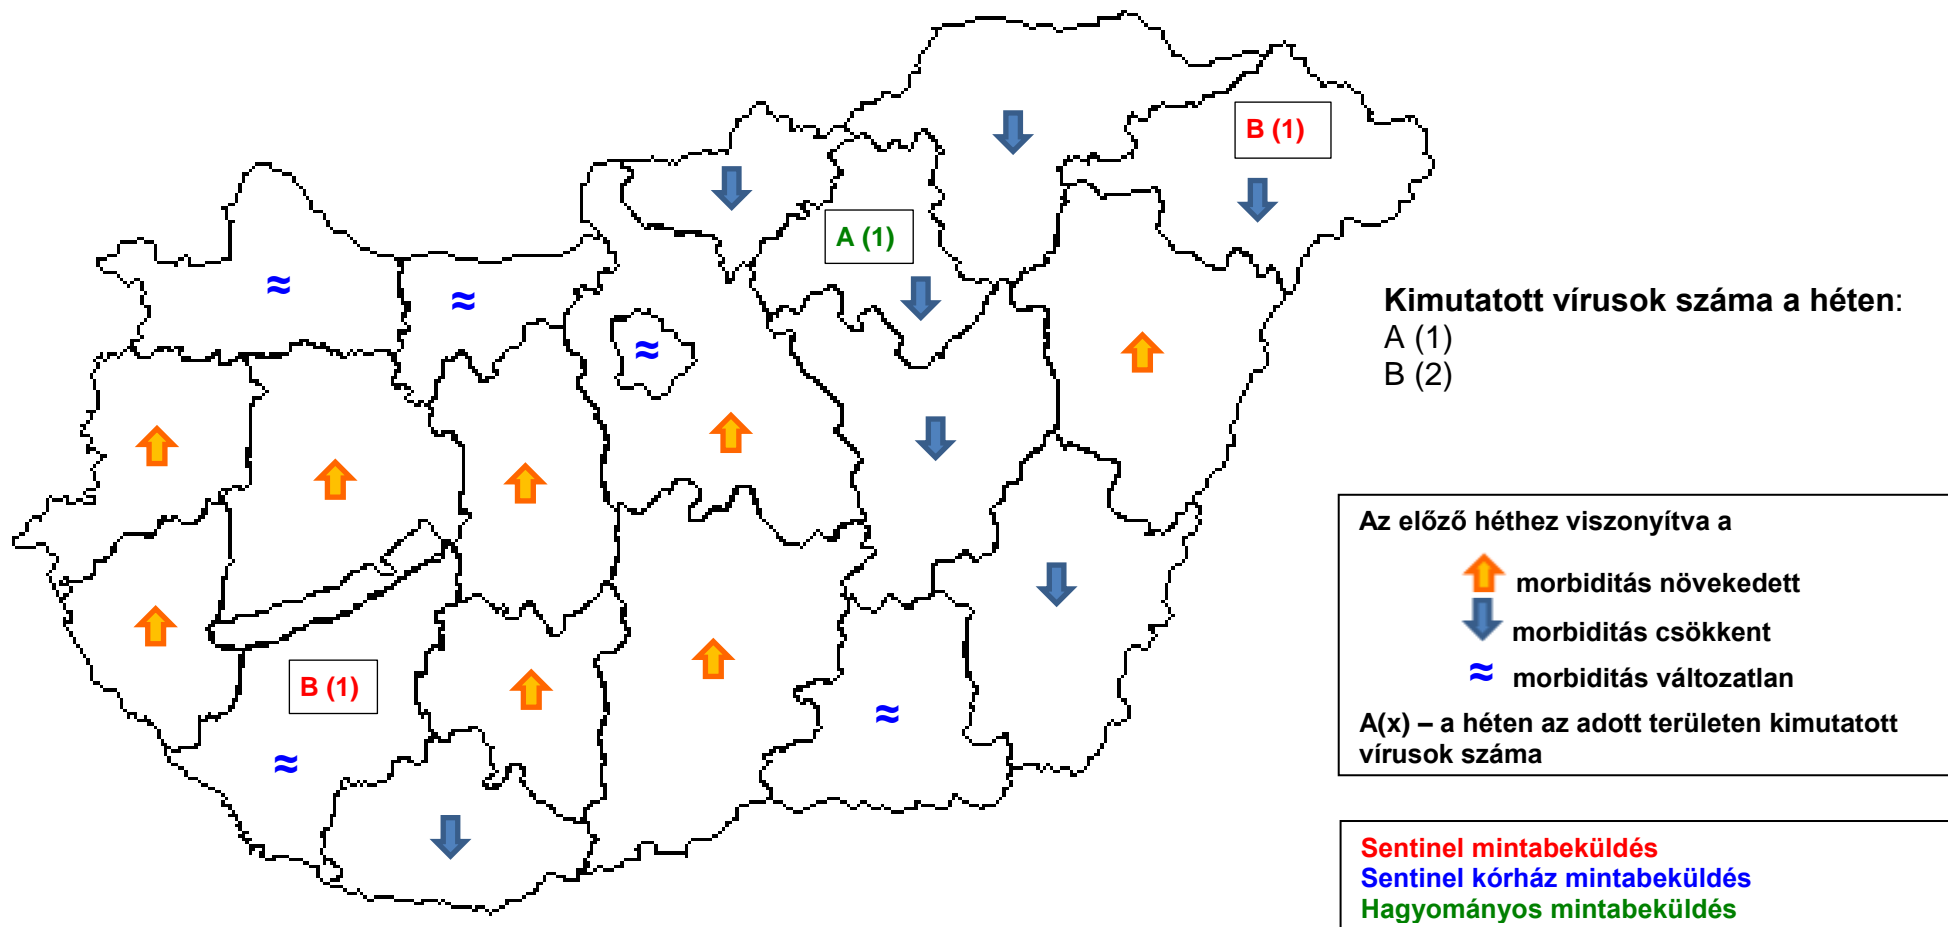 B (1)
A (1)
Kimutatott vírusok száma a héten:
A (1)
B (2)
B (1)
Az előző héthez viszonyítva a
morbiditás növekedett
morbiditás csökkent
≈ morbiditás változatlan
A(x) – a héten az adott területen kimutatott
vírusok száma
Sentinel mintabeküldés
Sentinel kórház mintabeküldés
Hagyományos mintabeküldés